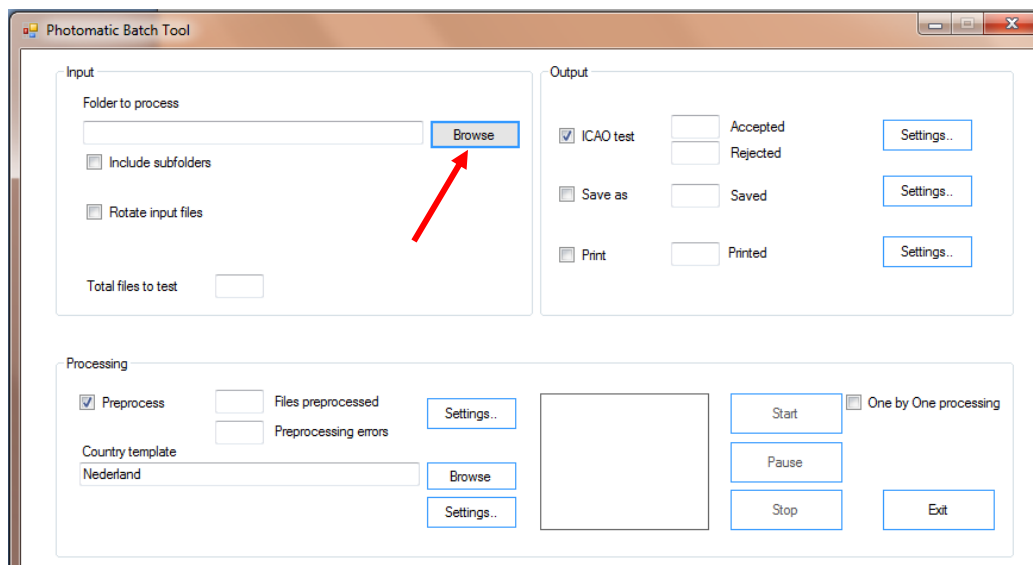 Photomatic Batch Tool
Input
Folder to process
Browse
Include subfolders
Rotate input files
Total files to test
Output
ICAO test
Accepted
Rejected
Settings..
Save as
Saved
Settings..
Print
Printed
Settings..
Processing
Preprocess
Files preprocessed
Preprocessing errors
Settings..
Country template
Nederland
Browse
Settings..
Start
Pause
Stop
One by One processing
Exit